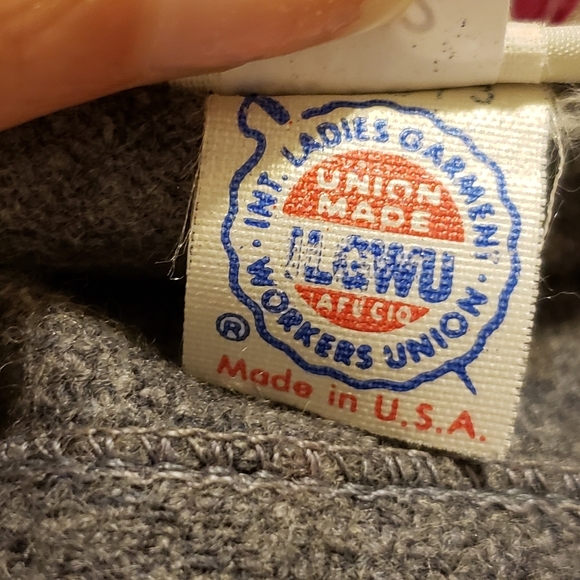 · INT. LADIES GARMENT ·
UNION
MADE
ILGWU
AFL CIO
WORKERS UNION
®
Made in U.S.A.